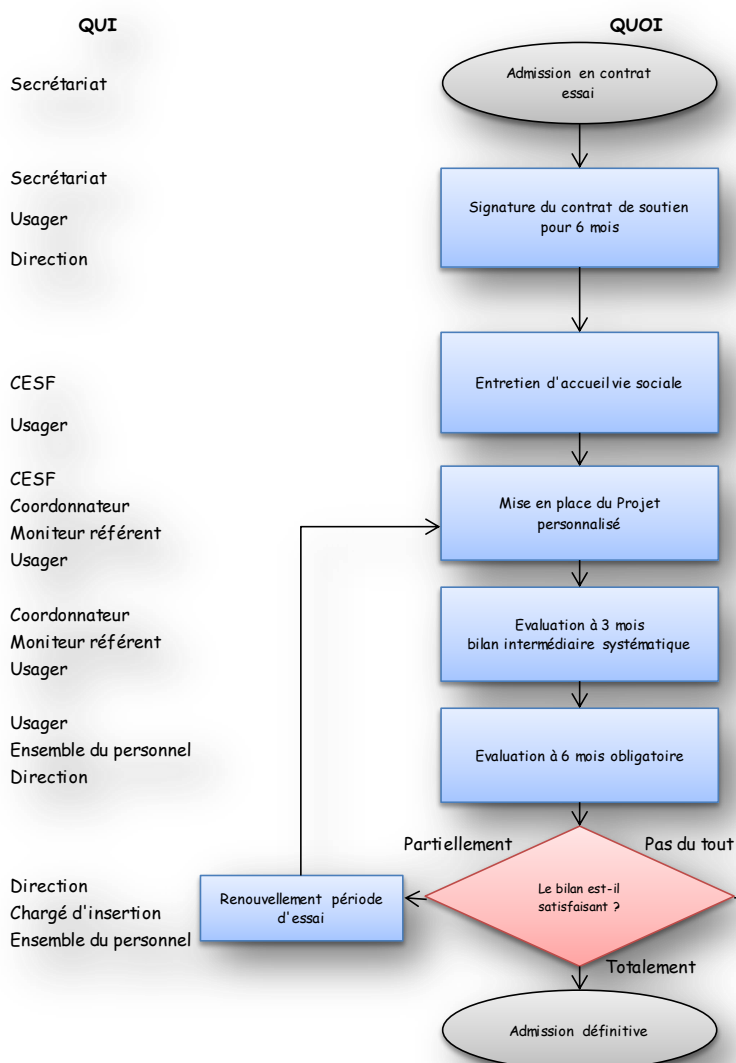 QUI
QUOI
Secrétariat
Admission en contrat
essai
Secrétariat
Usager
Direction
Signature du contrat de soutien
pour 6 mois
CESF
Usager
Entretien d'accueil vie sociale
CESF
Coordonnateur
Moniteur référent
Usager
Mise en place du Projet
personnalisé
Coordonnateur
Moniteur référent
Usager
Evaluation à 3 mois
bilan intermédiaire systématique
Usager
Ensemble du personnel
Direction
Evaluation à 6 mois obligatoire
Partiellement
Pas du tout
Direction
Chargé d'insertion
Ensemble du personnel
Renouvellement période
d'essai
Le bilan est-il
satisfaisant ?
Totalement
Admission définitive